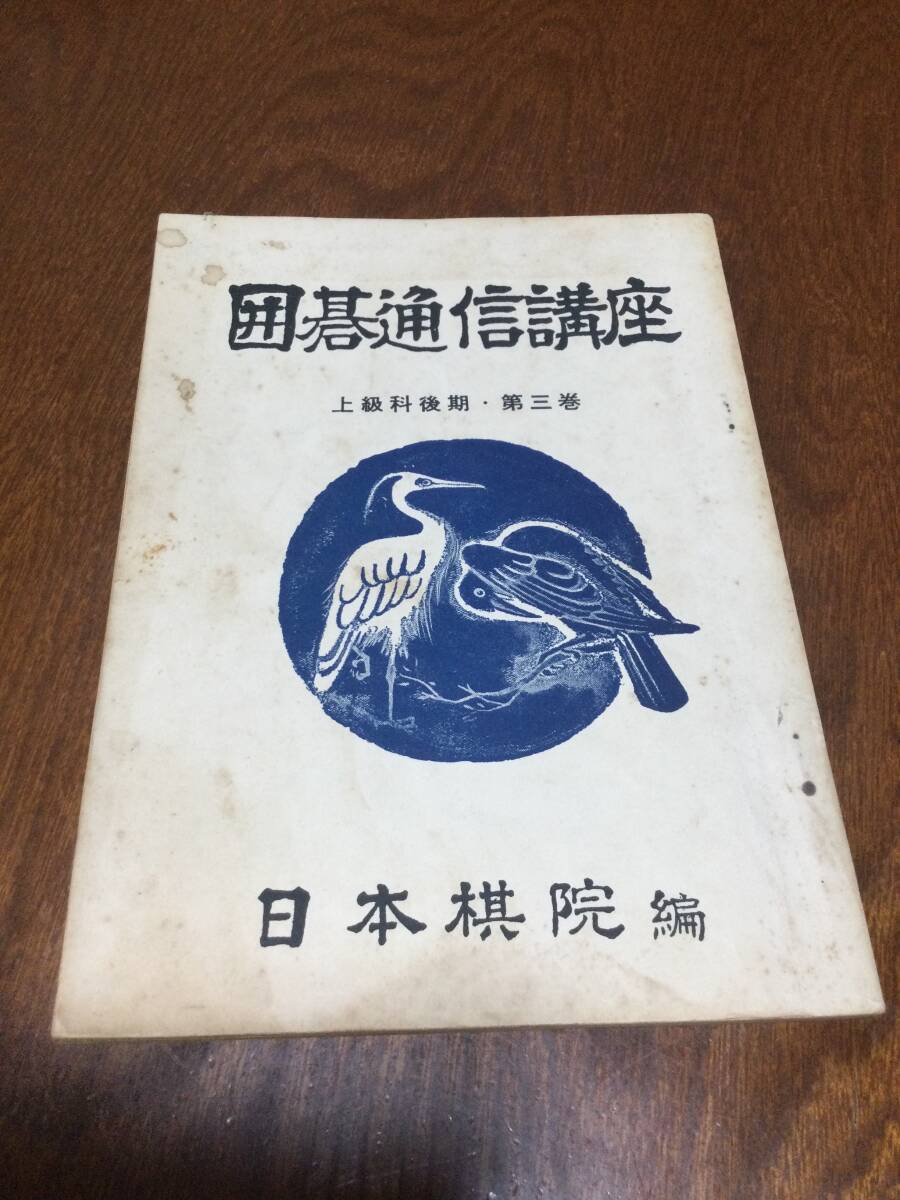 囲碁通信講座
上級科後期・第三巻
日本棋院編